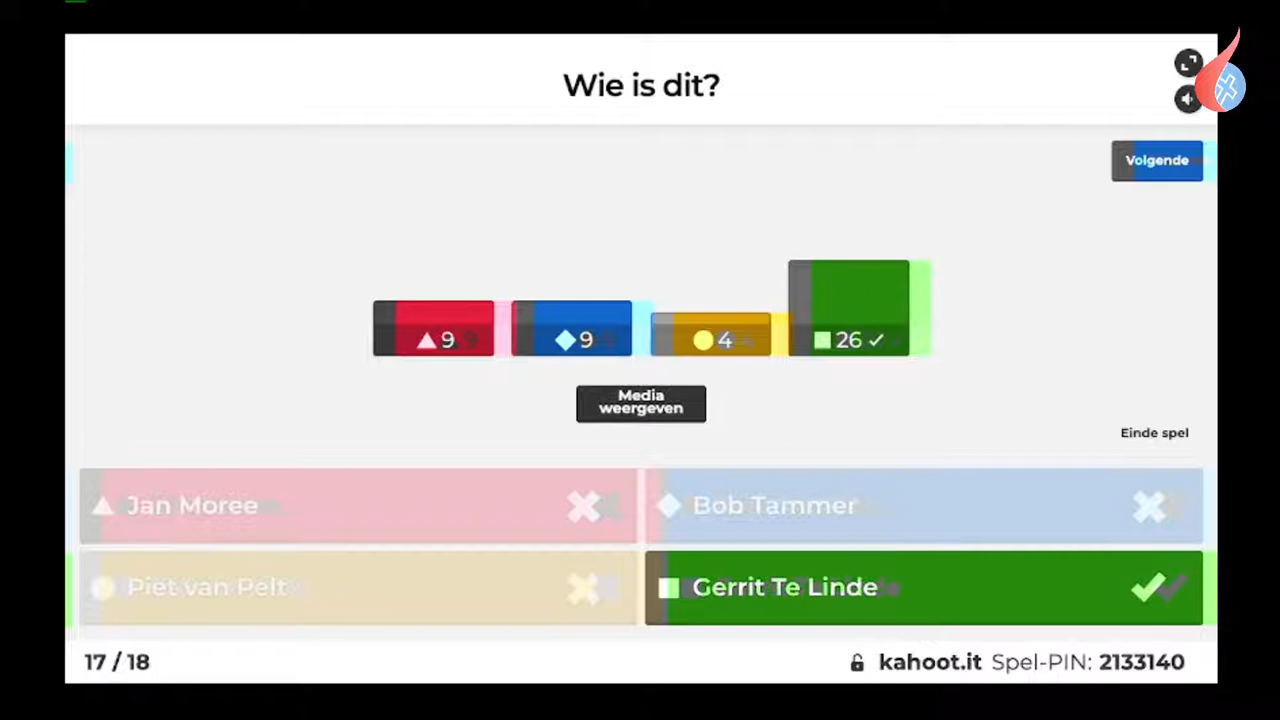 Wie is dit?
Volgende
9
9
4
26
Media
weergeven
Einde spel
Jan Moree
Bob Tammer
Piet van Pelt
Gerrit Te Linde
17 / 18
kahoot.it Spel-PIN: 2133140